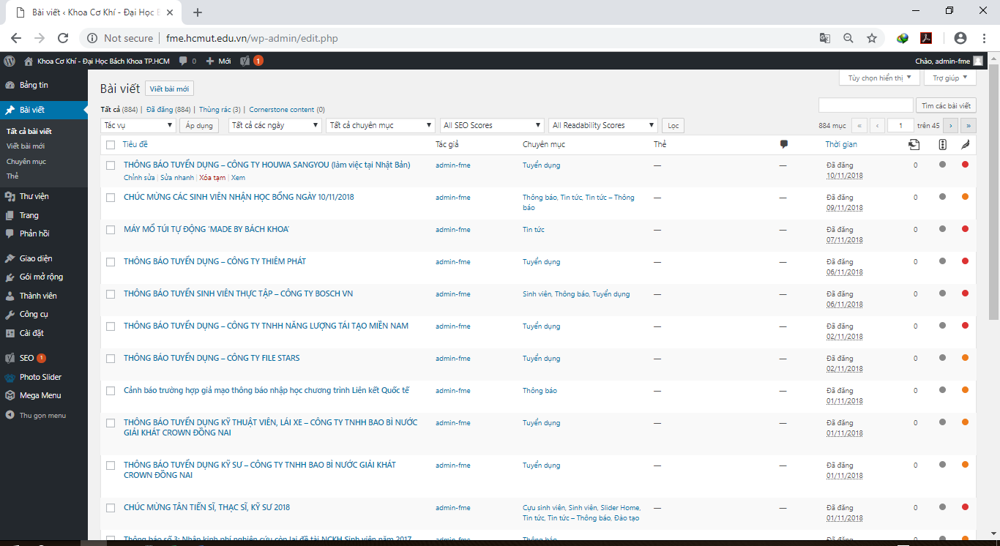 Bài viết ‹ Khoa Cơ Khí - Đại Học B
Not secure | fme.hcmut.edu.vn/wp-admin/edit.php
Khoa Cơ Khí - Đại Học Bách Khoa TP.HCM 0 Mới 1 Chào, admin-fme
Bảng tin
Bài viết
Tất cả bài viết
Viết bài mới
Chuyên mục
Thẻ
Thư viện
Trang
Phản hồi
Giao diện
Gói mở rộng
Thành viên
Công cụ
Cài đặt
SEO 1
Photo Slider
Mega Menu
Thu gọn menu
Tùy chọn hiển thị Trợ giúp
Bài viết Viết bài mới
Tất cả (884) | Đã đăng (884) | Thùng rác (3) | Cornerstone content (0)
Tìm các bài viết
Tác vụ Áp dụng Tất cả các ngày Tất cả chuyên mục All SEO Scores All Readability Scores Lọc 884 mục « ‹ 1 trên 45 › »
Tiêu đề Tác giả Chuyên mục Thẻ Thời gian
THÔNG BÁO TUYỂN DỤNG – CÔNG TY HOUWA SANGYOU (làm việc tại Nhật Bản) admin-fme Tuyển dụng — — Đã đăng 0
Chỉnh sửa | Sửa nhanh | Xóa tạm | Xem 10/11/2018
CHÚC MỪNG CÁC SINH VIÊN NHẬN HỌC BỔNG NGÀY 10/11/2018 admin-fme Thông báo, Tin tức, Tin tức – Thông — — Đã đăng 0
báo 09/11/2018
MÁY MỔ TÚI TỰ ĐỘNG ‘MADE BY BÁCH KHOA’ admin-fme Tin tức — — Đã đăng 0
07/11/2018
THÔNG BÁO TUYỂN DỤNG – CÔNG TY THIÊM PHÁT admin-fme Tuyển dụng — — Đã đăng 0
06/11/2018
THÔNG BÁO TUYỂN SINH VIÊN THỰC TẬP – CÔNG TY BOSCH VN admin-fme Sinh viên, Thông báo, Tuyển dụng — — Đã đăng 0
06/11/2018
THÔNG BÁO TUYỂN DỤNG – CÔNG TY TNHH NĂNG LƯỢNG TÁI TẠO MIỀN NAM admin-fme Tuyển dụng — — Đã đăng 0
02/11/2018
THÔNG BÁO TUYỂN DỤNG – CÔNG TY FILE STARS admin-fme Tuyển dụng — — Đã đăng 0
02/11/2018
Cảnh báo trường hợp giả mạo thông báo nhập học chương trình Liên kết Quốc tế admin-fme Thông báo — — Đã đăng 0
01/11/2018
THÔNG BÁO TUYỂN DỤNG KỸ THUẬT VIÊN, LÁI XE – CÔNG TY TNHH BAO BÌ NƯỚC admin-fme Tuyển dụng — — Đã đăng 0
GIẢI KHÁT CROWN ĐỒNG NAI 01/11/2018
THÔNG BÁO TUYỂN DỤNG KỸ SƯ – CÔNG TY TNHH BAO BÌ NƯỚC GIẢI KHÁT admin-fme Tuyển dụng — — Đã đăng 0
CROWN ĐỒNG NAI 01/11/2018
CHÚC MỪNG TÂN TIẾN SĨ, THẠC SĨ, KỸ SƯ 2018 admin-fme Cựu sinh viên, Sinh viên, Slider Home, — — Đã đăng 0
Tin tức, Tin tức – Thông báo, Đào tạo 01/11/2018
Thông báo số 3: Nhận kinh phí nghiên cứu còn lại đề tài NCKH Sinh viên năm 2017 admin-fme Thông báo — — Đã đăng 0